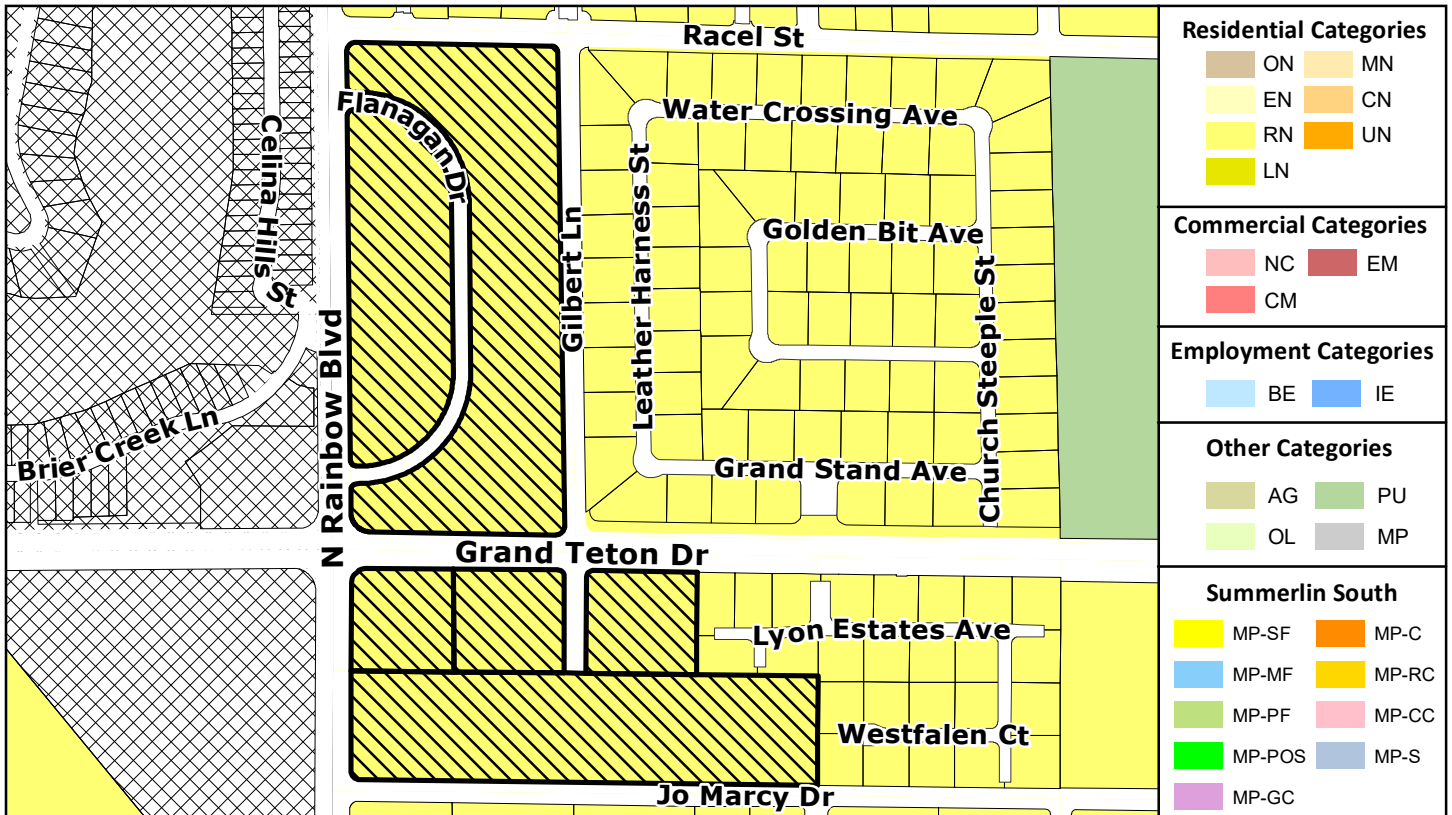 Racel St
Flanagan Dr
Water Crossing Ave
Celina Hills St
Leather Harness St
Gilbert Ln
Golden Bit Ave
Church Steeple St
N Rainbow Blvd
Brier Creek Ln
Grand Stand Ave
Grand Teton Dr
Lyon Estates Ave
Westfalen Ct
Jo Marcy Dr
Residential Categories
ON MN
EN CN
RN UN
LN
Commercial Categories
NC EM
CM
Employment Categories
BE IE
Other Categories
AG PU
OL MP
Summerlin South
MP-SF MP-C
MP-MF MP-RC
MP-PF MP-CC
MP-POS MP-S
MP-GC